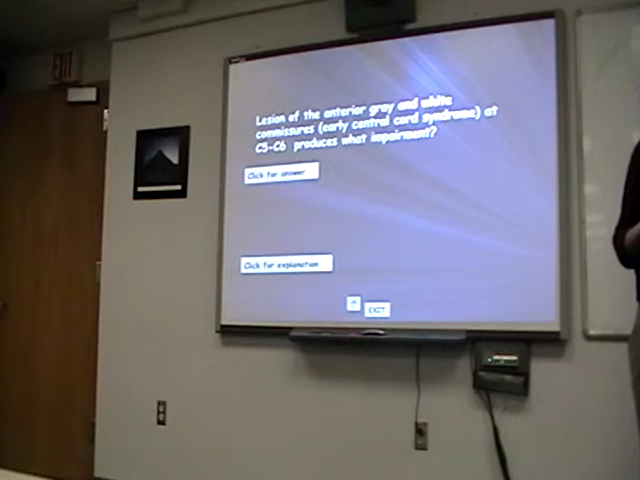 EXIT
Lesion of the anterior gray and white
commissures (early central cord syndrome) at
C5-C6 produces what impairment?
Click for answer
Click for explanation
EXIT